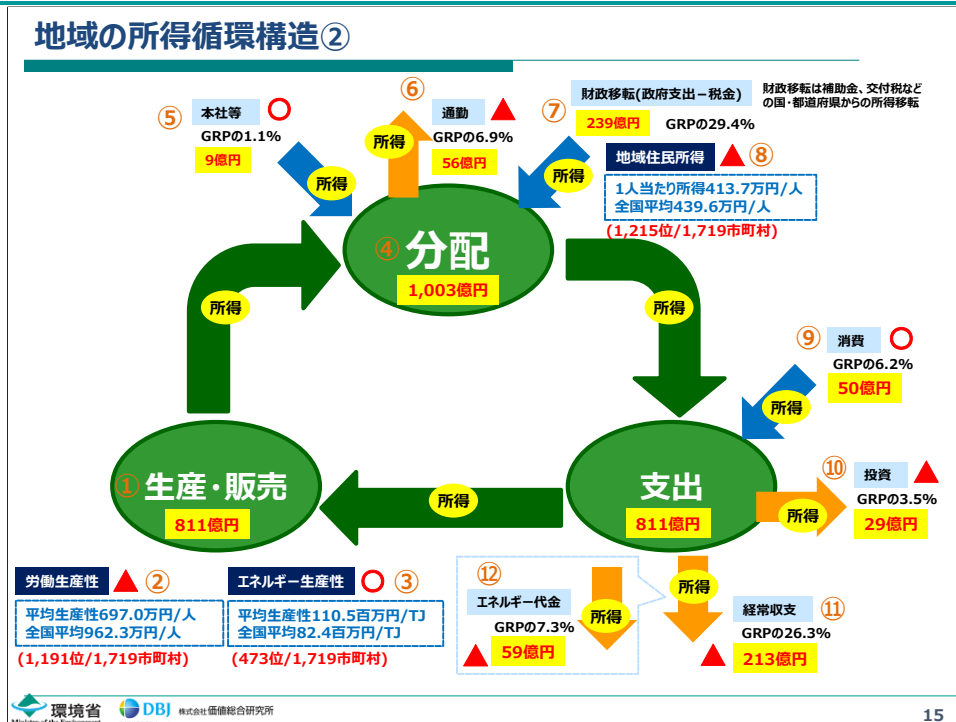 地域の所得循環構造②
⑤
本社等
○
GRPの1.1%
9億円
所得
⑥
通勤
▲
GRPの6.9%
56億円
所得
⑦
財政移転(政府支出－税金)
239億円
GRPの29.4%
財政移転は補助金、交付税など
の国・都道府県からの所得移転
所得
地域住民所得
▲
⑧
1人当たり所得413.7万円/人
全国平均439.6万円/人
(1,215位/1,719市町村)
④
分配
1,003億円
所得
所得
⑨
消費
○
GRPの6.2%
50億円
所得
①
生産・販売
811億円
所得
支出
811億円
⑩
投資
▲
GRPの3.5%
29億円
所得
労働生産性
▲
②
平均生産性697.0万円/人
全国平均962.3万円/人
(1,191位/1,719市町村)
エネルギー生産性
○
③
平均生産性110.5百万円/TJ
全国平均82.4百万円/TJ
(473位/1,719市町村)
⑫
エネルギー代金
GRPの7.3%
▲
59億円
所得
所得
経常収支
⑪
GRPの26.3%
▲
213億円
環境省
DBJ 株式会社価値総合研究所
15